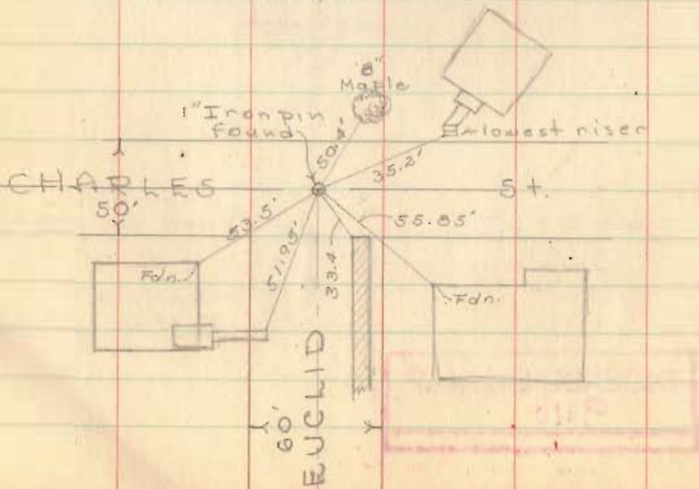 8"
Maple
1" Iron pin
found
lowest riser
35.2'
CHARLES St.
50'
53.5'
51.95'
33.4
55.85'
Fdn.
Fdn.
EUCLID
60'